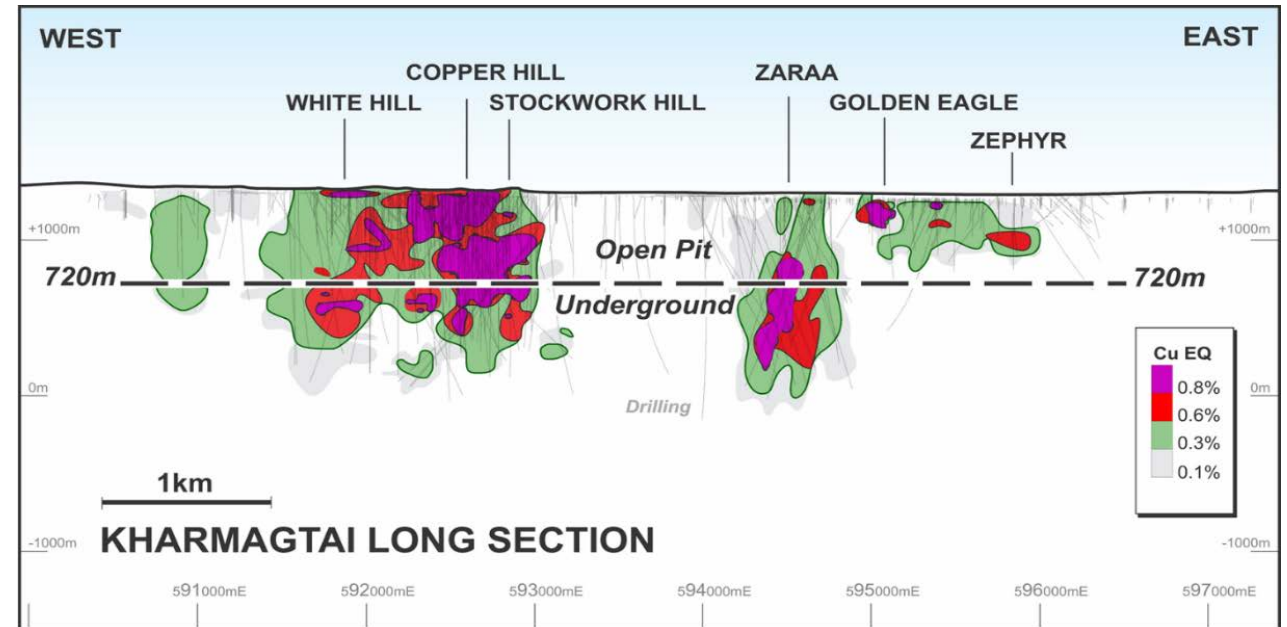 WEST
EAST
COPPER HILL
ZARAA
WHITE HILL
STOCKWORK HILL
GOLDEN EAGLE
ZEPHYR
+1000m
Open Pit
+1000m
720m
720m
Underground
Cu EQ
0.8%
0.6%
0.3%
0.1%
0m
0m
Drilling
1km
KHARMAGTAI LONG SECTION
-1000m
-1000m
591000mE
592000mE
593000mE
594000mE
595000mE
596000mE
597000mE